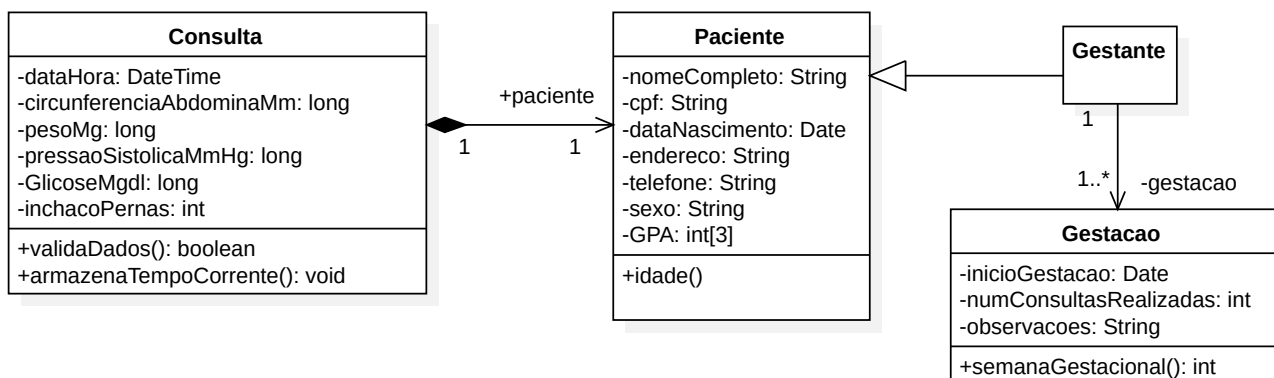 Consulta
-dataHora: DateTime
-circunferenciaAbdominaMm: long
-pesoMg: long
-pressaoSistolicaMmHg: long
-GlicoseMgdl: long
-inchacoPernas: int
+validaDados(): boolean
+armazenaTempoCorrente(): void
+paciente
1
1
Paciente
-nomeCompleto: String
-cpf: String
-dataNascimento: Date
-endereco: String
-telefone: String
-sexo: String
-GPA: int[3]
+idade()
Gestante
1
1..*
-gestacao
Gestacao
-inicioGestacao: Date
-numConsultasRealizadas: int
-observacoes: String
+semanaGestacional(): int